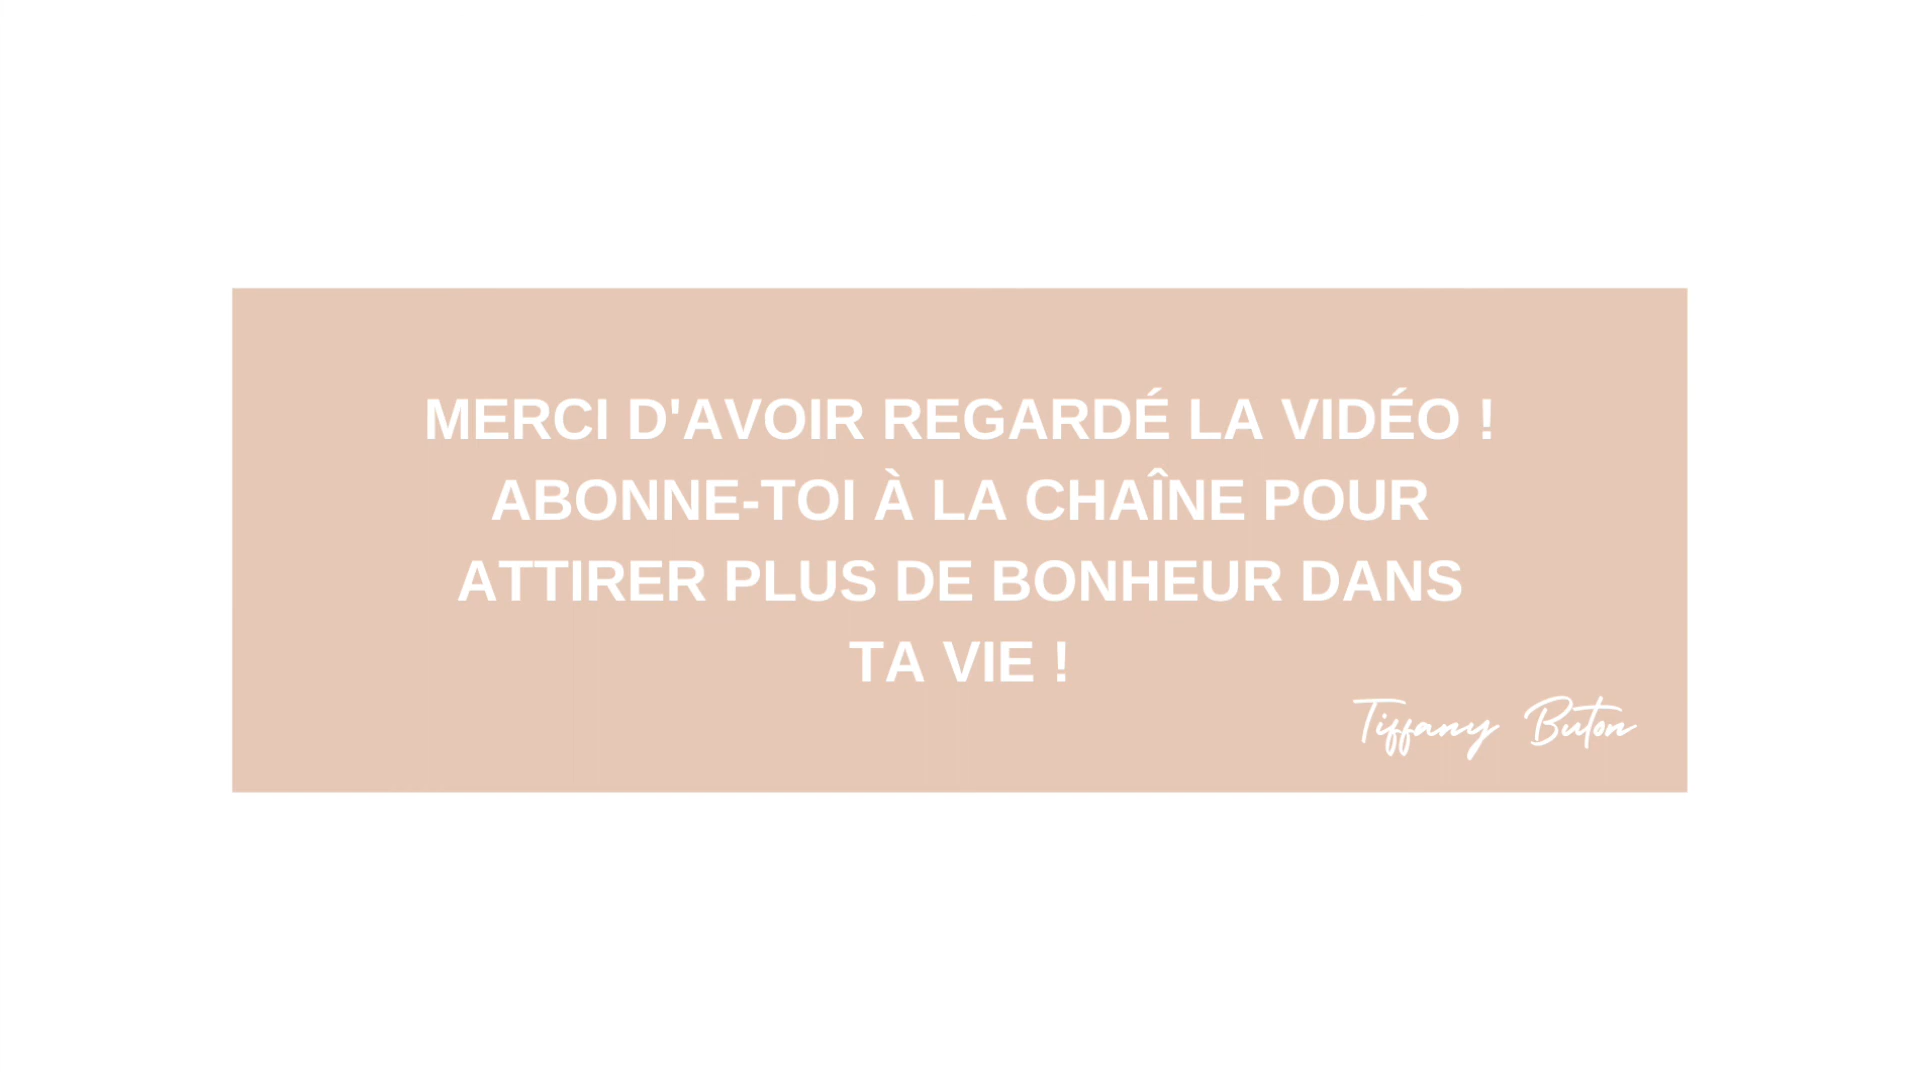 MERCI D'AVOIR REGARDÉ LA VIDÉO !
ABONNE-TOI À LA CHAÎNE POUR
ATTIRER PLUS DE BONHEUR DANS
TA VIE !
Tiffany Buton